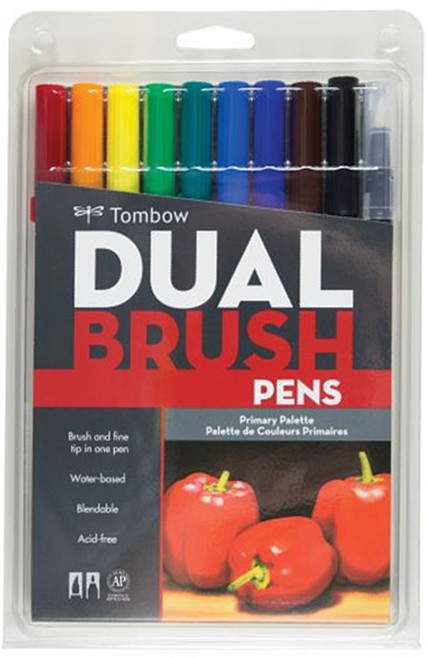 Tombow
DUAL
BRUSH
PENS
Primary Palette
Palette de Couleurs Primaires
Brush and fine
tip in one pen
Water-based
Blendable
Acid-free
AP